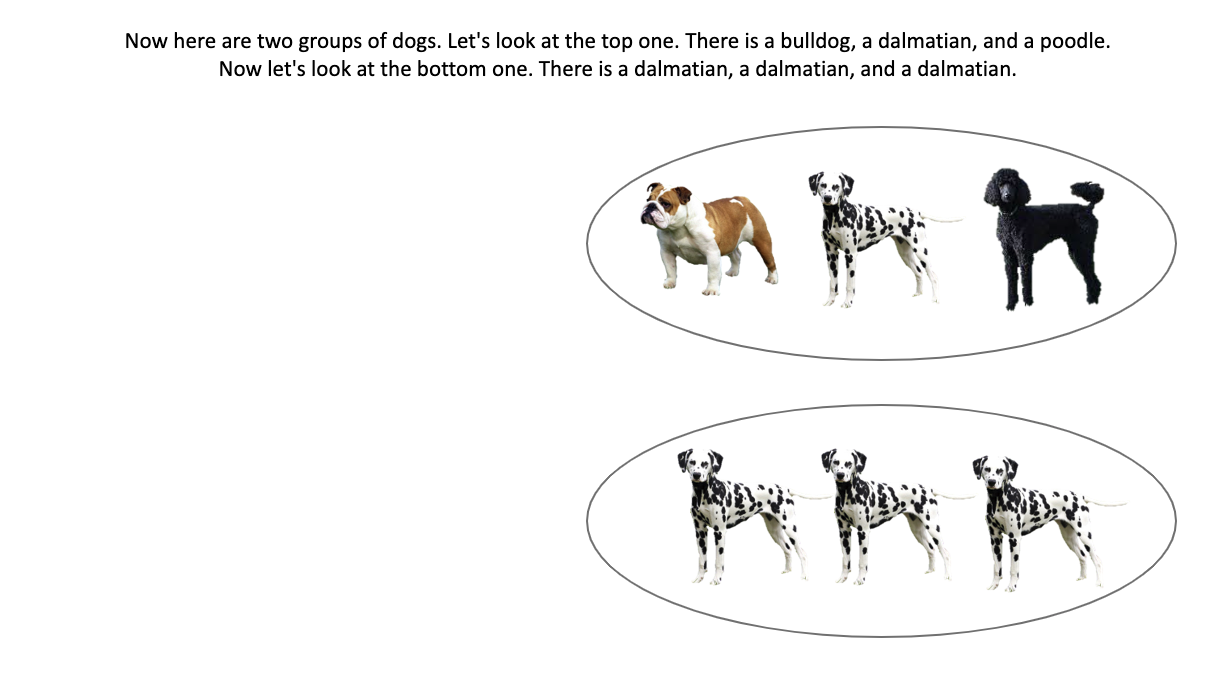 Now here are two groups of dogs. Let's look at the top one. There is a bulldog, a dalmatian, and a poodle.
Now let's look at the bottom one. There is a dalmatian, a dalmatian, and a dalmatian.